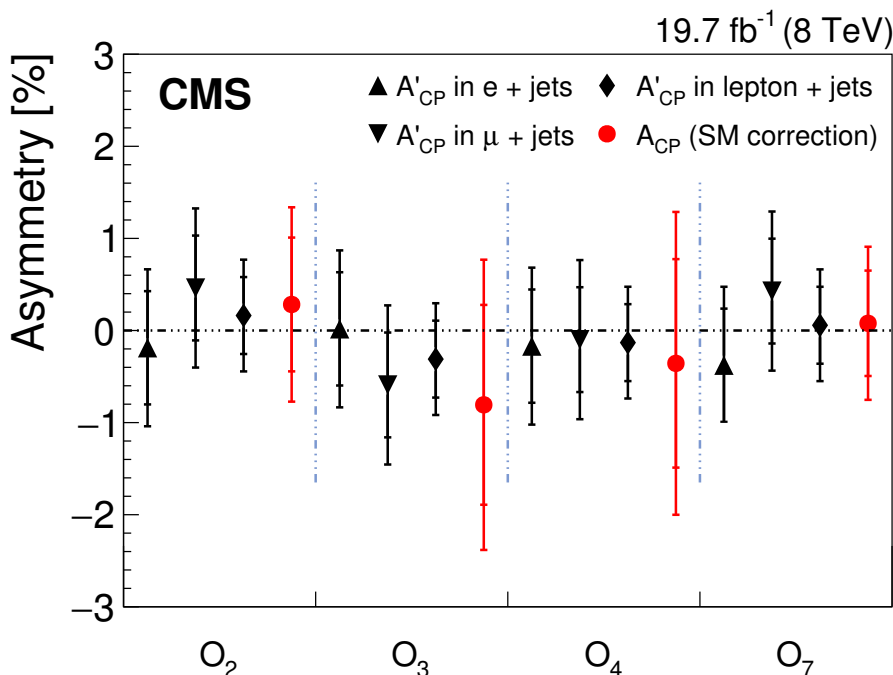 19.7 fb⁻¹ (8 TeV)
CMS
A'CP in e + jets
A'CP in lepton + jets
A'CP in μ + jets
ACP (SM correction)
Asymmetry [%]
3
2
1
0
−1
−2
−3
O2 O3 O4 O7